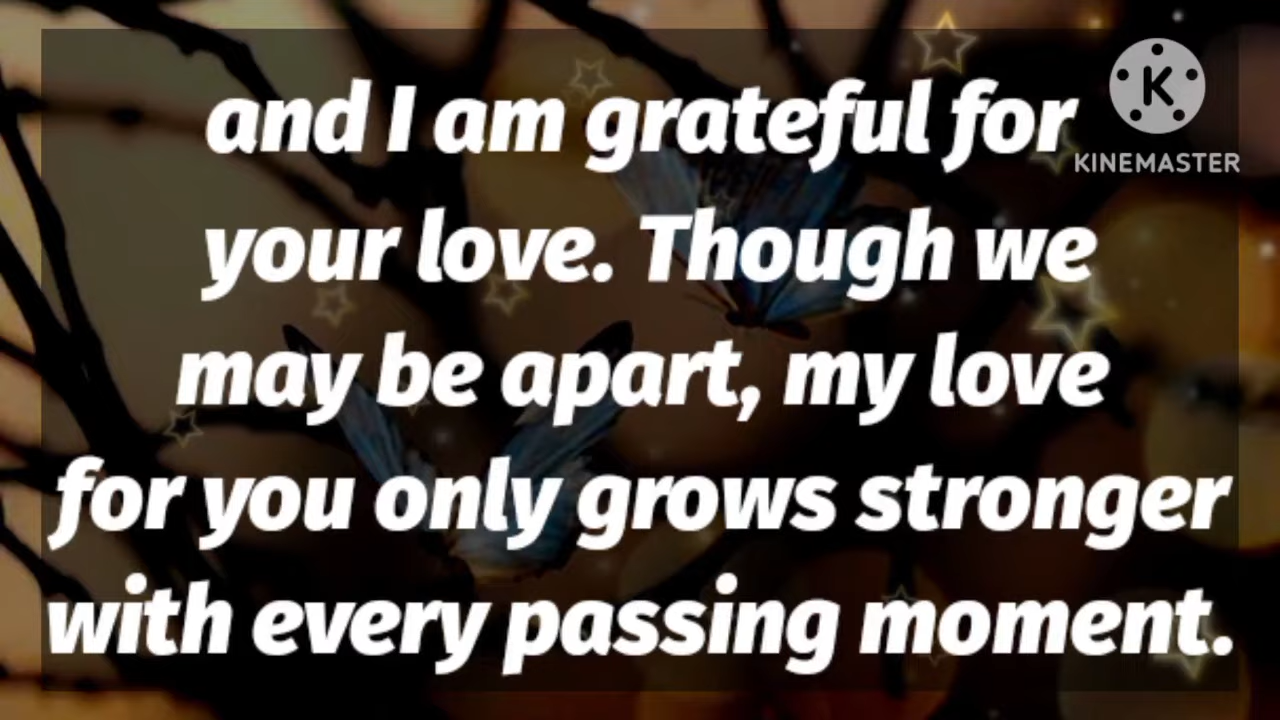 and I am grateful for
K
KINEMASTER
your love. Though we
may be apart, my love
for you only grows stronger
with every passing moment.